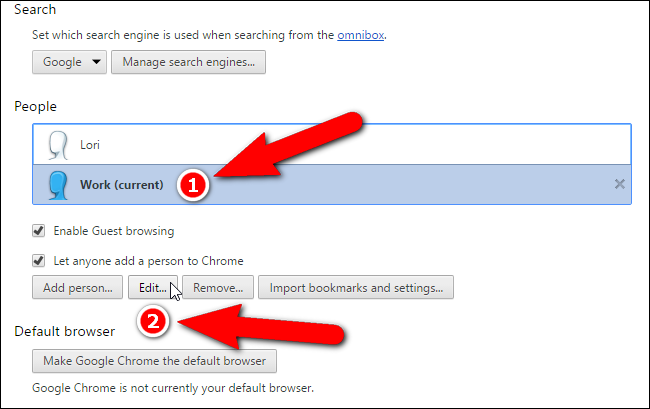 Search
Set which search engine is used when searching from the omnibox.
Google Manage search engines...
People
Lori
Work (current) 1
Enable Guest browsing
Let anyone add a person to Chrome
Add person... Edit... Remove... Import bookmarks and settings...
2
Default browser
Make Google Chrome the default browser
Google Chrome is not currently your default browser.